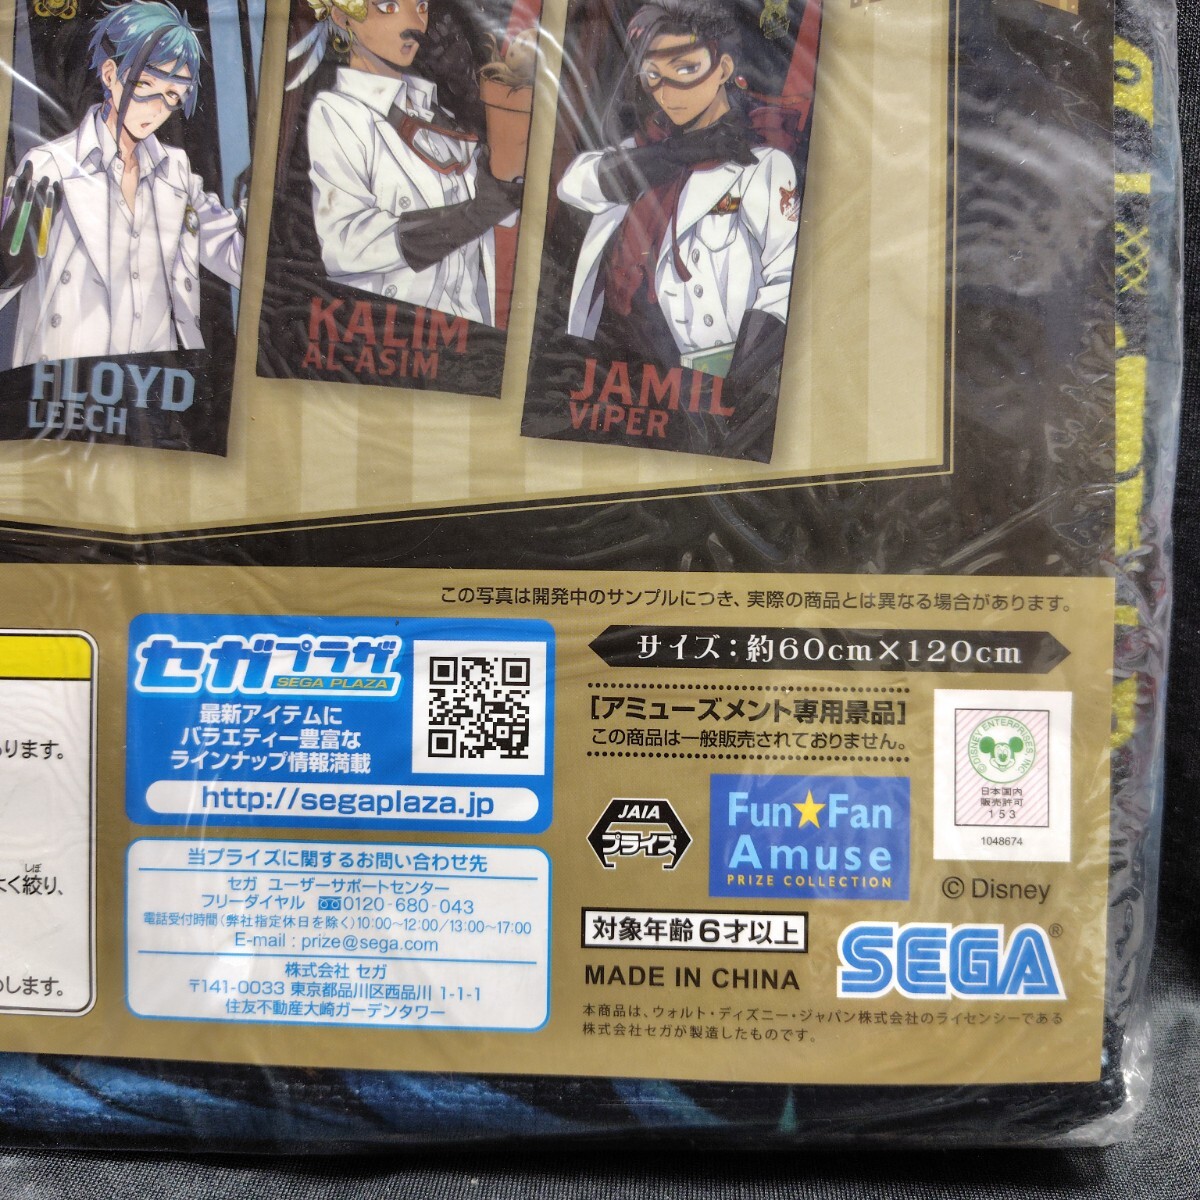 FLOYD
LEECH
KALIM
AL-ASIM
JAMIL
VIPER
この写真は開発中のサンプルにつき、実際の商品とは異なる場合があります。
サイズ：約60cm×120cm
[アミューズメント専用景品]
この商品は一般販売されておりません。
セガプラザ
SEGA PLAZA
最新アイテムに
バラエティー豊富な
ラインナップ情報満載
http://segaplaza.jp
当プライズに関するお問い合わせ先
セガ ユーザーサポートセンター
フリーダイヤル 0120-680-043
電話受付時間（弊社指定休日を除く）10:00〜12:00/13:00〜17:00
E-mail : prize@sega.com
株式会社 セガ
〒141-0033 東京都品川区西品川 1-1-1
住友不動産大崎ガーデンタワー
ります。
しぼ
く絞り、
します。
JAIA
プライズ
Fun★Fan
Amuse
PRIZE COLLECTION
©DISNEY ENTERPRISES INC
日本国内
販売許可
153
1048674
© Disney
対象年齢6才以上
MADE IN CHINA
SEGA®
本商品は、ウォルト・ディズニー・ジャパン株式会社のライセンシーである
株式会社セガが製造したものです。